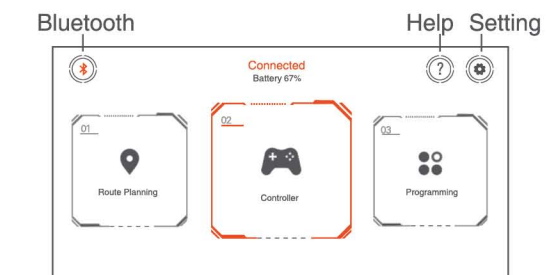 Bluetooth
Help Setting
Connected
Battery 67%
?
01
02
03
Route Planning
Controller
Programming